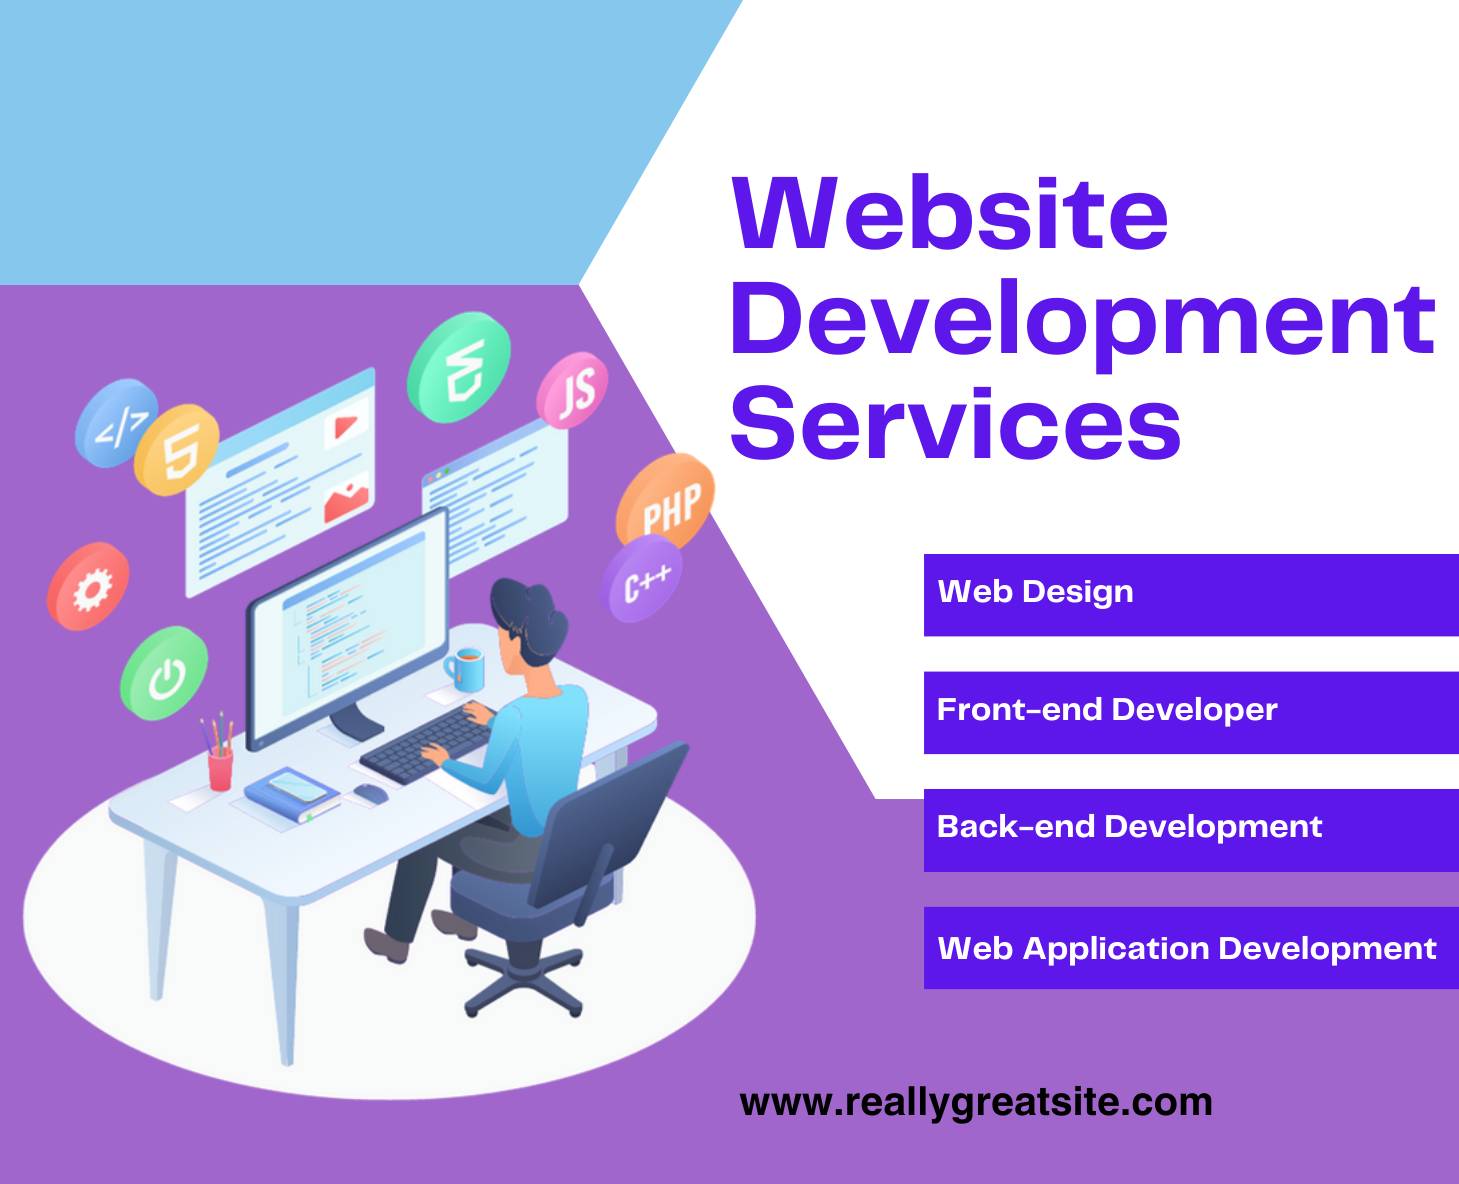 Website
Development
Services
</>
5
JS
PHP
C++
Web Design
Front-end Developer
Back-end Development
Web Application Development
www.reallygreatsite.com